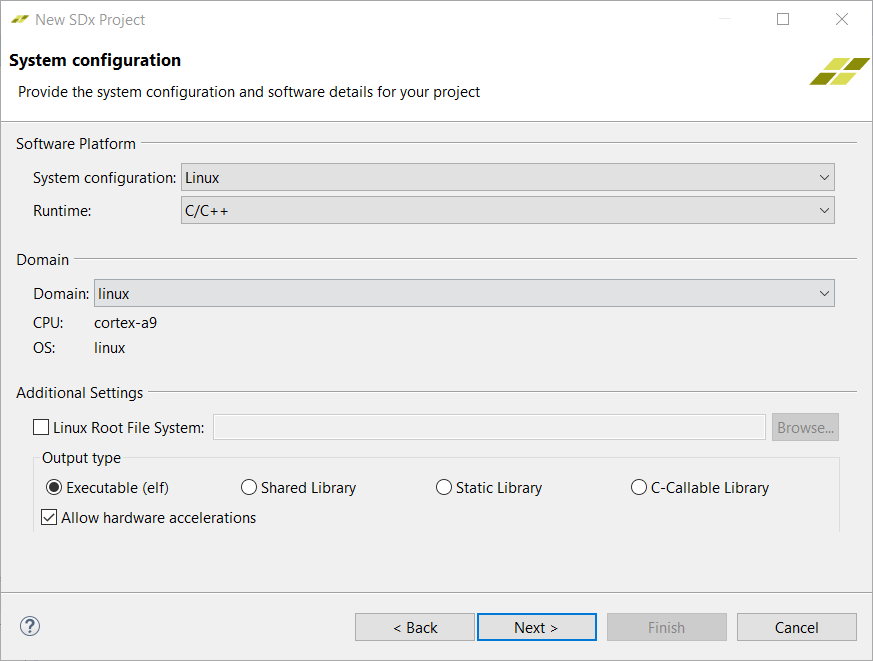 New SDx Project
System configuration
Provide the system configuration and software details for your project
Software Platform
System configuration: Linux
Runtime: C/C++
Domain
Domain: linux
CPU: cortex-a9
OS: linux
Additional Settings
Linux Root File System: Browse...
Output type
Executable (elf) Shared Library Static Library C-Callable Library
Allow hardware accelerations
? < Back Next > Finish Cancel